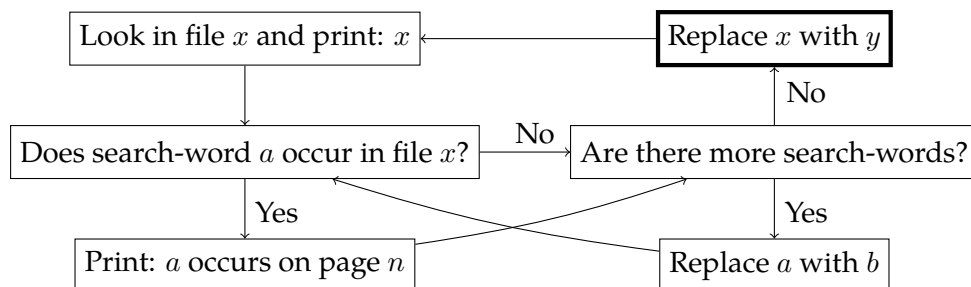 Look in file x and print: x
Replace x with y
No
Does search-word a occur in file x?
No
Are there more search-words?
Yes
Yes
Print: a occurs on page n
Replace a with b